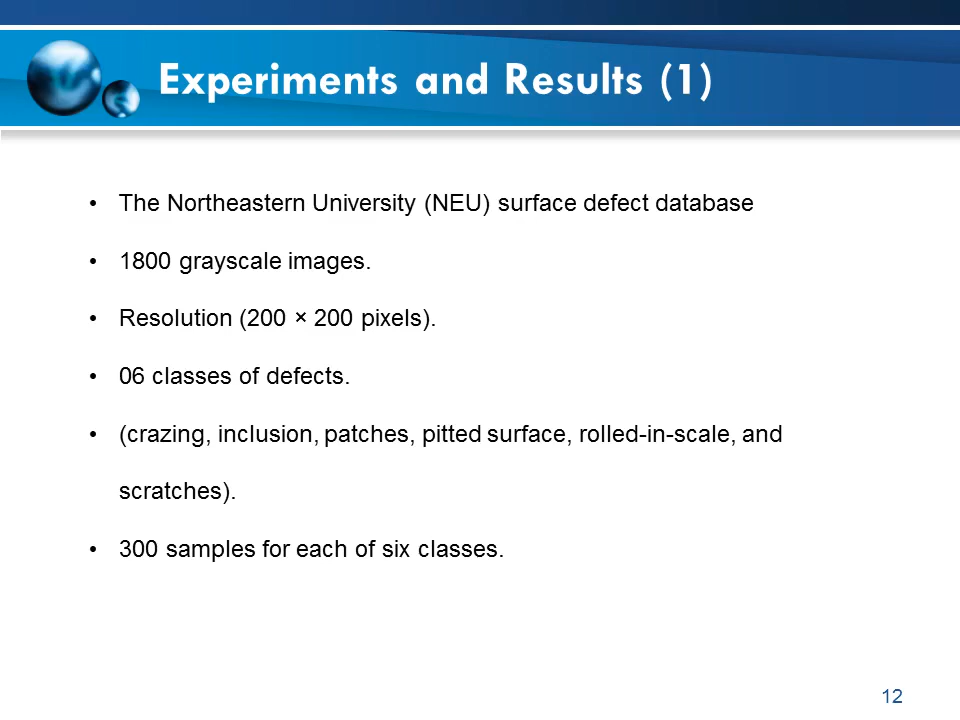 Experiments and Results (1)
• The Northeastern University (NEU) surface defect database
• 1800 grayscale images.
• Resolution (200 × 200 pixels).
• 06 classes of defects.
• (crazing, inclusion, patches, pitted surface, rolled-in-scale, and
scratches).
• 300 samples for each of six classes.
12